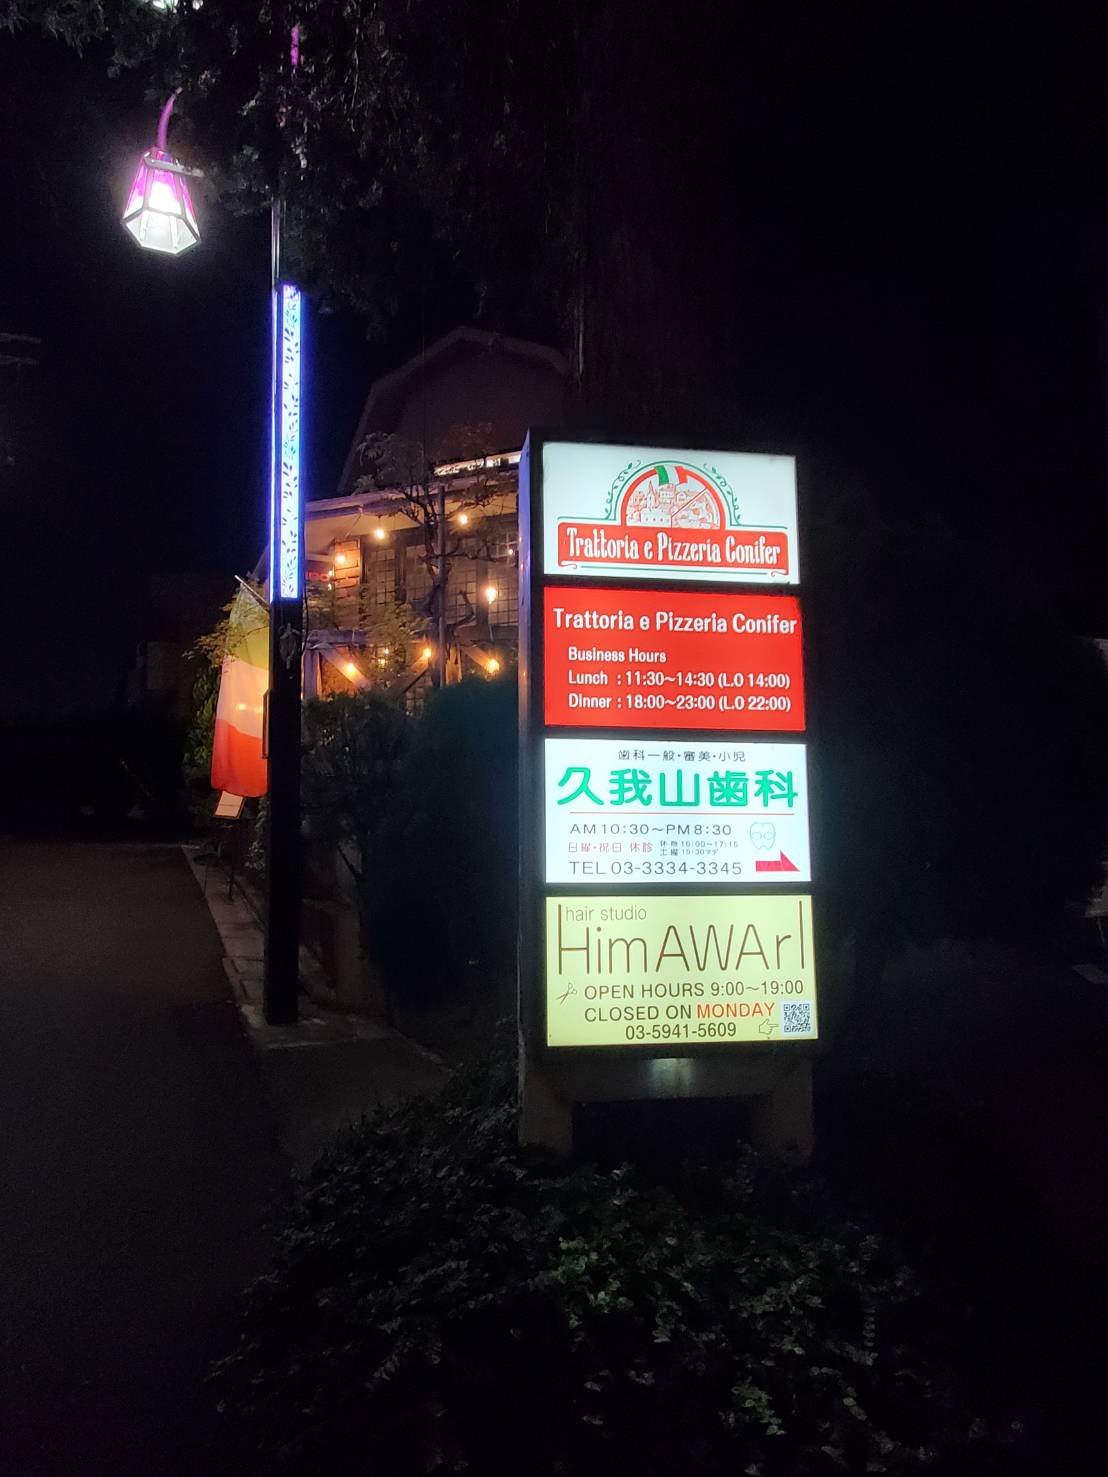 Trattoria e Pizzeria Conifer
Trattoria e Pizzeria Conifer
Business Hours
Lunch : 11:30~14:30 (L.O 14:00)
Dinner : 18:00~23:00 (L.O 22:00)
歯科一般・審美・小児
久我山歯科
AM10:30~PM8:30
日曜・祝日 休診
TEL 03-3334-3345
hair studio
HimAWArI
OPEN HOURS 9:00~19:00
CLOSED ON MONDAY
03-5941-5609